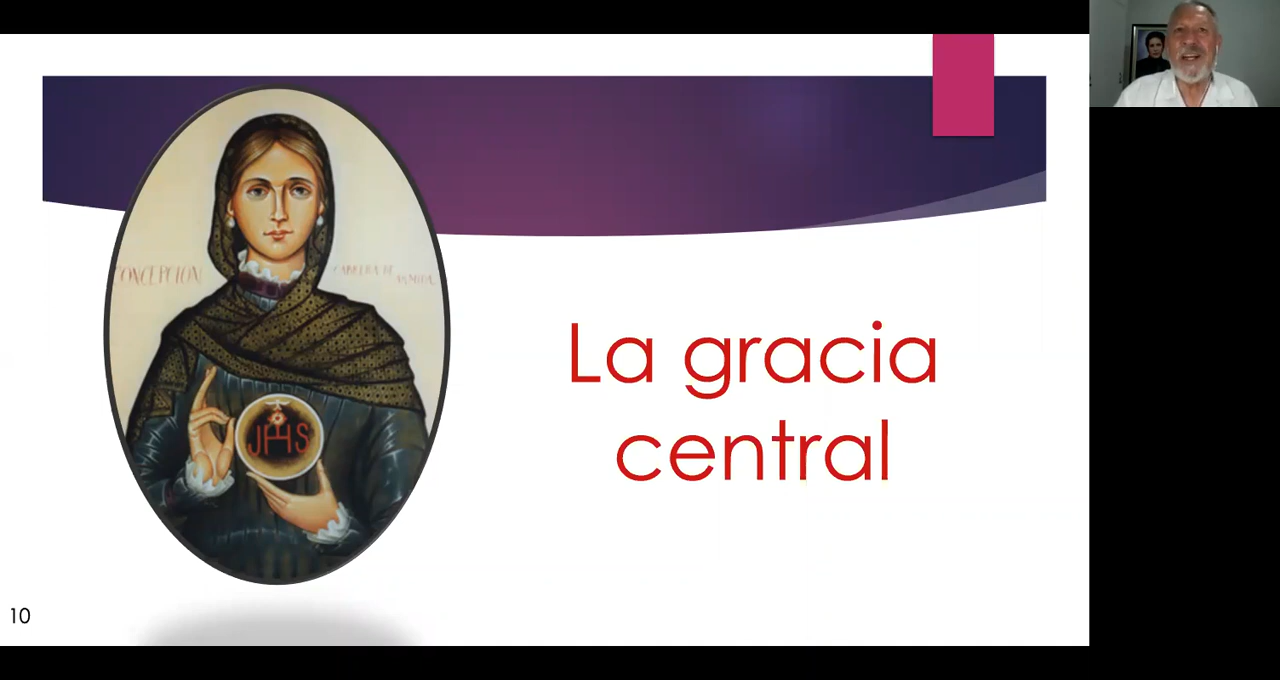 CONCEPCION
CABRERA DE
ARMIDA
JHS
La gracia
central
10